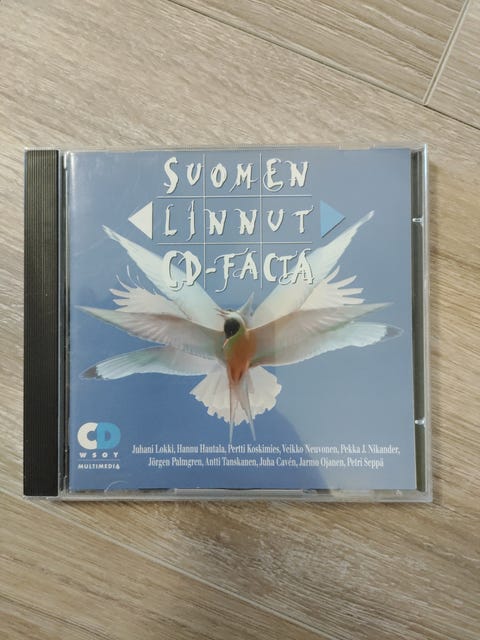 SUOMEN
LINNUT
CD-FACTA
CD
WSOY
MULTIMEDIA
Juhani Lokki, Hannu Hautala, Pertti Koskimies, Veikko Neuvonen, Pekka J. Nikander,
Jörgen Palmgren, Antti Tanskanen, Juha Cavén, Jarmo Ojanen, Petri Seppä